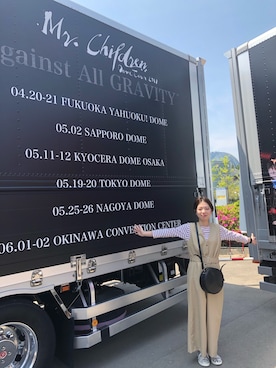 Mr. Children
Against All GRAVITY
04.20-21 FUKUOKA YAHUOKU! DOME
05.02 SAPPORO DOME
05.11-12 KYOCERA DOME OSAKA
05.19-20 TOKYO DOME
05.25-26 NAGOYA DOME
06.01-02 OKINAWA CONVENTION CENTER